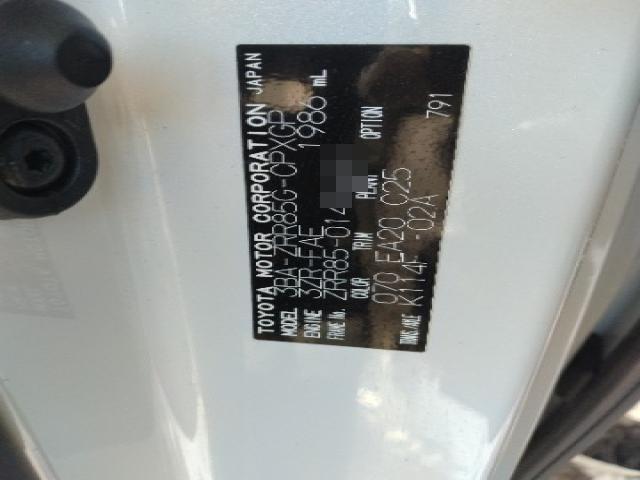 TOYOTA MOTOR CORPORATION JAPAN
MODEL 3BA-ZRR85G-CPXGP
ENGINE 3ZR-FAE 1986 mL
FRAME No. ZRR85-014
COLOR TRIM PLANT OPTION
070 EA20 C25
TRANS/AXLE K114F -02A 791